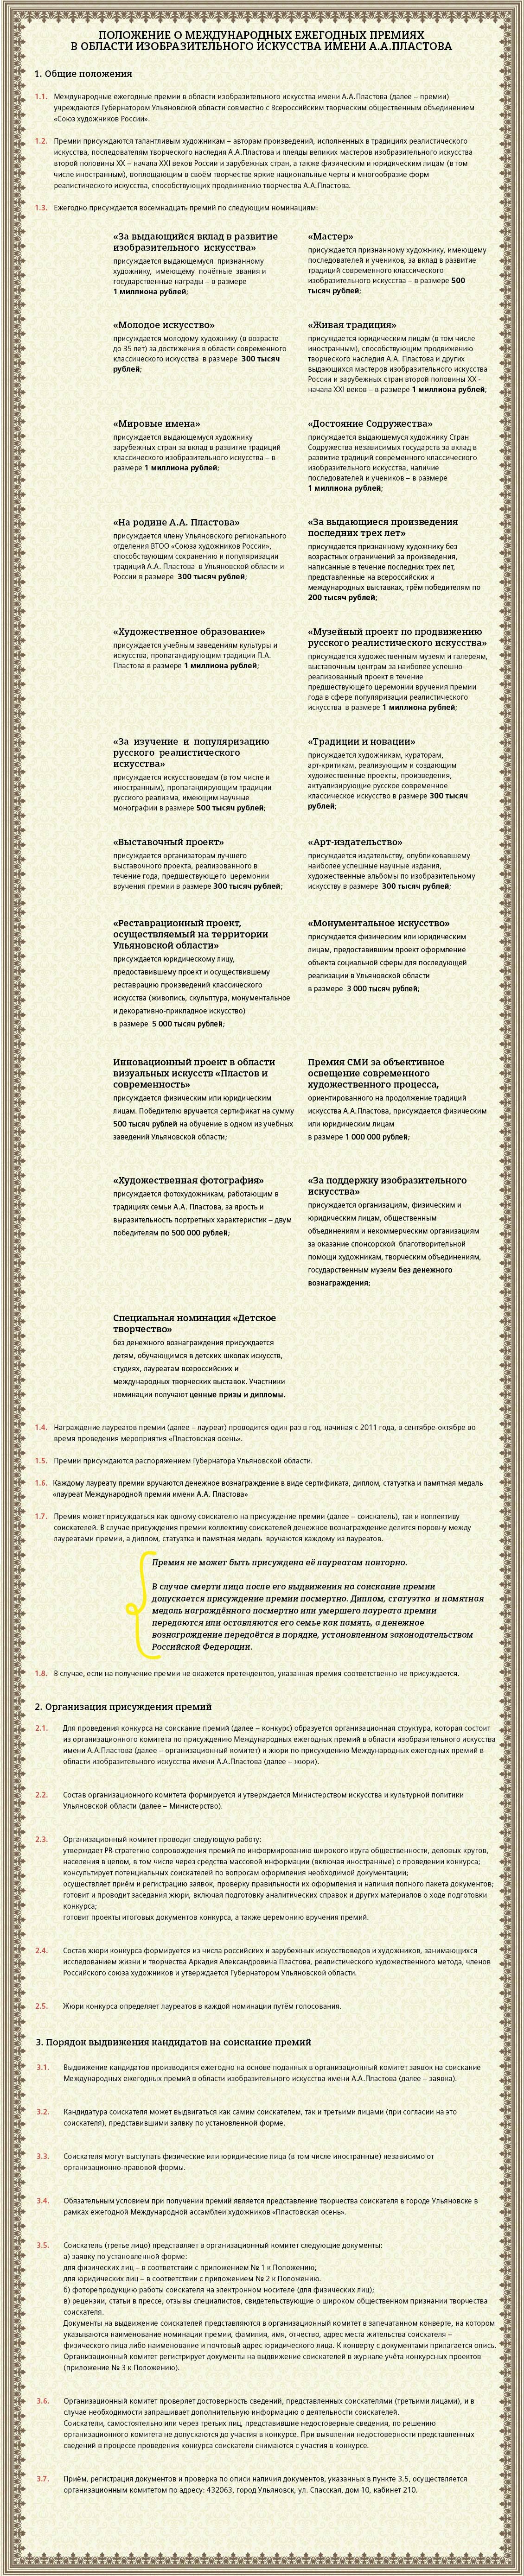 ПОЛОЖЕНИЕ О МЕЖДУНАРОДНЫХ ЕЖЕГОДНЫХ ПРЕМИЯХ
В ОБЛАСТИ ИЗОБРАЗИТЕЛЬНОГО ИСКУССТВА ИМЕНИ А.А.ПЛАСТОВА
1. Общие положения
1.1. Международные ежегодные премии в области изобразительного искусства имени А.А.Пластова (далее – премии)
учреждаются Губернатором Ульяновской области совместно с Всероссийским творческим общественным объединением
«Союз художников России».
1.2. Премии присуждаются талантливым художникам – авторам произведений, исполненных в традициях реалистического
искусства, последователям творческого наследия А.А.Пластова и плеяды великих мастеров изобразительного искусства
второй половины XX – начала XXI веков России и зарубежных стран, а также физическим и юридическим лицам (в том
числе иностранным), воплощающим в своём творчестве яркие национальные черты и многообразие форм
реалистического искусства, способствующих продвижению творчества А.А.Пластова.
1.3. Ежегодно присуждается восемнадцать премий по следующим номинациям:
«За выдающийся вклад в развитие
изобразительного искусства»
присуждается выдающемуся признанному
художнику, имеющему почётные звания и
государственные награды – в размере
1 миллиона рублей;
«Мастер»
присуждается признанному художнику, имеющему
последователей и учеников, за вклад в развитие
традиций современного классического
изобразительного искусства – в размере 500
тысяч рублей;
«Молодое искусство»
присуждается молодому художнику (в возрасте
до 35 лет) за достижения в области современного
классического искусства в размере 300 тысяч
рублей;
«Живая традиция»
присуждается юридическим лицам (в том числе
иностранным), способствующим продвижению
творческого наследия А.А. Пластова и других
выдающихся мастеров изобразительного искусства
России и зарубежных стран второй половины XX -
начала XXI веков – в размере 1 миллиона рублей;
«Мировые имена»
присуждается выдающемуся художнику
зарубежных стран за вклад в развитие традиций
классического изобразительного искусства – в
размере 1 миллиона рублей;
«Достояние Содружества»
присуждается выдающемуся художнику Стран
Содружества независимых государств за вклад в
развитие традиций современного классического
изобразительного искусства, наличие
последователей и учеников – в размере
1 миллиона рублей;
«На родине А.А. Пластова»
присуждается члену Ульяновского регионального
отделения ВТОО «Союза художников России»,
способствующим сохранению и популяризации
традиций А.А. Пластова в Ульяновской области и
России в размере 300 тысяч рублей;
«За выдающиеся произведения
последних трех лет»
присуждается признанному художнику без
возрастных ограничений за произведения,
написанные в течение последних трех лет,
представленные на всероссийских и
международных выставках, трём победителям по
200 тысяч рублей;
«Художественное образование»
присуждается учебным заведениям культуры и
искусства, пропагандирующим традиции П.А.
Пластова в размере 1 миллиона рублей;
«Музейный проект по продвижению
русского реалистического искусства»
присуждается художественным музеям и галереям,
выставочным центрам за наиболее успешно
реализованный проект в течение
предшествующего церемонии вручения премии
года в сфере популяризации реалистического
искусства в размере 1 миллиона рублей;
«За изучение и популяризацию
русского реалистического
искусства»
присуждается искусствоведам (в том числе и
иностранным), пропагандирующим традиции
русского реализма, имеющим научные
монографии в размере 500 тысяч рублей;
«Традиции и новации»
присуждается художникам, кураторам,
арт-критикам, реализующим и создающим
художественные проекты, произведения,
актуализирующие русское современное
классическое искусство в размере 300 тысяч
рублей;
«Выставочный проект»
присуждается организаторам лучшего
выставочного проекта, реализованного в
течение года, предшествующего церемонии
вручения премии в размере 300 тысяч рублей;
«Арт-издательство»
присуждается издательству, опубликовавшему
наиболее успешные научные издания,
художественные альбомы по изобразительному
искусству в размере 300 тысяч рублей;
«Реставрационный проект,
осуществляемый на территории
Ульяновской области»
присуждается юридическому лицу,
предоставившему проект и осуществившему
реставрацию произведений классического
искусства (живопись, скульптура, монументальное
и декоративно-прикладное искусство)
в размере 5 000 тысяч рублей;
«Монументальное искусство»
присуждается физическим или юридическим
лицам, предоставившим проект оформление
объекта социальной сферы для последующей
реализации в Ульяновской области
в размере 3 000 тысяч рублей;
Инновационный проект в области
визуальных искусств «Пластов и
современность»
присуждается физическим или юридическим
лицам. Победителю вручается сертификат на сумму
500 тысяч рублей на обучение в одном из учебных
заведений Ульяновской области;
Премия СМИ за объективное
освещение современного
художественного процесса,
ориентированного на продолжение традиций
искусства А.А.Пластова, присуждается физическим
или юридическим лицам
в размере 1 000 000 рублей;
«Художественная фотография»
присуждается фотохудожникам, работающим в
традициях семьи А.А. Пластова, за ярость и
выразительность портретных характеристик – двум
победителям по 500 000 рублей;
«За поддержку изобразительного
искусства»
присуждается организациям, физическим и
юридическим лицам, общественным
объединениям и некоммерческим организациям
за оказание спонсорской благотворительной
помощи художникам, творческим объединениям,
государственным музеям без денежного
вознаграждения;
Специальная номинация «Детское
творчество»
без денежного вознаграждения присуждается
детям, обучающимся в детских школах искусств,
студиях, лауреатам всероссийских и
международных творческих выставок. Участники
номинации получают ценные призы и дипломы.
1.4. Награждение лауреатов премии (далее – лауреат) проводится один раз в год, начиная с 2011 года, в сентябре-октябре во
время проведения мероприятия «Пластовская осень».
1.5. Премии присуждаются распоряжением Губернатора Ульяновской области.
1.6. Каждому лауреату премии вручаются денежное вознаграждение в виде сертификата, диплом, статуэтка и памятная медаль
«лауреат Международной премии имени А.А. Пластова»
1.7. Премия может присуждаться как одному соискателю на присуждение премии (далее – соискатель), так и коллективу
соискателей. В случае присуждения премии коллективу соискателей денежное вознаграждение делится поровну между
лауреатами премии, а диплом, статуэтка и памятная медаль вручаются каждому из лауреатов.
Премия не может быть присуждена её лауреатам повторно.
В случае смерти лица после его выдвижения на соискание премии
допускается присуждение премии посмертно. Диплом, статуэтка и памятная
медаль награждённого посмертно или умершего лауреата премии
передаются или оставляются его семье как память, а денежное
вознаграждение передаётся в порядке, установленном законодательством
Российской Федерации.
1.8. В случае, если на получение премии не окажется претендентов, указанная премия соответственно не присуждается.
2. Организация присуждения премий
2.1. Для проведения конкурса на соискание премий (далее – конкурс) образуется организационная структура, которая состоит
из организационного комитета по присуждению Международных ежегодных премий в области изобразительного искусства
имени А.А.Пластова (далее – организационный комитет) и жюри по присуждению Международных ежегодных премий в
области изобразительного искусства имени А.А.Пластова (далее – жюри).
2.2. Состав организационного комитета формируется и утверждается Министерством искусства и культурной политики
Ульяновской области (далее – Министерство).
2.3. Организационный комитет проводит следующую работу:
утверждает PR-стратегию сопровождения премий по информированию широкого круга общественности, деловых кругов,
населения в целом, в том числе через средства массовой информации (включая иностранные) о проведении конкурса;
консультирует потенциальных соискателей по вопросам оформления необходимой документации;
осуществляет приём и регистрацию заявок, проверку правильности их оформления и наличия полного пакета документов;
готовит и проводит заседания жюри, включая подготовку аналитических справок и других материалов о ходе подготовки
конкурса;
готовит проекты итоговых документов конкурса, а также церемонию вручения премий.
2.4. Состав жюри конкурса формируется из числа российских и зарубежных искусствоведов и художников, занимающихся
исследованием жизни и творчества Аркадия Александровича Пластова, реалистического художественного метода, членов
Российского союза художников и утверждается Губернатором Ульяновской области.
2.5. Жюри конкурса определяет лауреатов в каждой номинации путём голосования.
3. Порядок выдвижения кандидатов на соискание премий
3.1. Выдвижение кандидатов производится ежегодно на основе поданных в организационный комитет заявок на соискание
Международных ежегодных премий в области изобразительного искусства имени А.А.Пластова (далее – заявка).
3.2. Кандидатура соискателя может выдвигаться как самим соискателем, так и третьими лицами (при согласии на это
соискателя), представившими заявку по установленной форме.
3.3. Соискателя могут выступать физические или юридические лица (в том числе иностранные) независимо от
организационно-правовой формы.
3.4. Обязательным условием при получении премий является представление творчества соискателя в городе Ульяновске в
рамках ежегодной Международной ассамблеи художников «Пластовская осень».
3.5. Соискатель (третье лицо) представляет в организационный комитет следующие документы:
а) заявку по установленной форме:
для физических лиц – в соответствии с приложением № 1 к Положению;
для юридических лиц – в соответствии с приложением № 2 к Положению.
б) фоторепродукцию работы соискателя на электронном носителе (для физических лиц);
в) рецензии, статьи в прессе, отзывы специалистов, свидетельствующие о широком общественном признании творчества
соискателя.
Документы на выдвижение соискателей представляются в организационный комитет в запечатанном конверте, на котором
указываются наименование номинации премии, фамилия, имя, отчество, адрес места жительства соискателя –
физического лица либо наименование и почтовый адрес юридического лица. К конверту с документами прилагается опись.
Организационный комитет регистрирует документы на выдвижение соискателей в журнале учёта конкурсных проектов
(приложение № 3 к Положению).
3.6. Организационный комитет проверяет достоверность сведений, представленных соискателями (третьими лицами), и в
случае необходимости запрашивает дополнительную информацию о деятельности соискателей.
Соискатели, самостоятельно или через третьих лиц, представившие недостоверные сведения, по решению
организационного комитета не допускаются до участия в конкурсе. При выявлении недостоверности представленных
сведений в процессе проведения конкурса соискатели снимаются с участия в конкурсе.
3.7. Приём, регистрация документов и проверка по описи наличия документов, указанных в пункте 3.5, осуществляется
организационным комитетом по адресу: 432063, город Ульяновск, ул. Спасская, дом 10, кабинет 210.